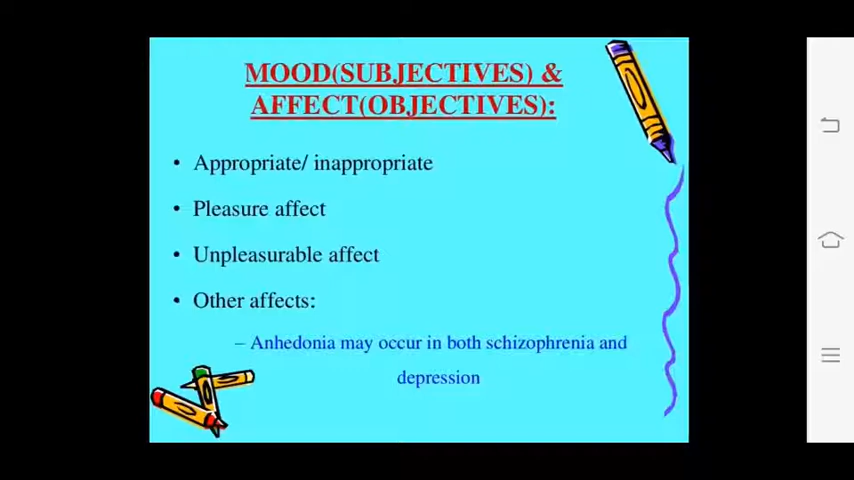 MOOD(SUBJECTIVES) &
AFFECT(OBJECTIVES):
• Appropriate/ inappropriate
• Pleasure affect
• Unpleasurable affect
• Other affects:
– Anhedonia may occur in both schizophrenia and
depression